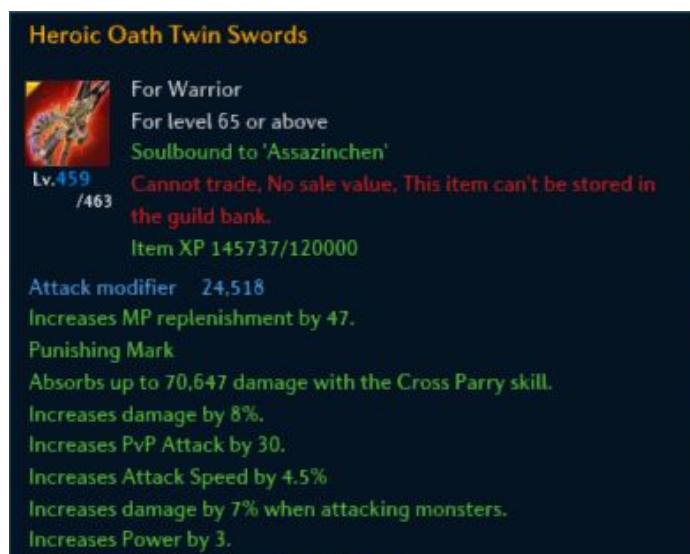 Heroic Oath Twin Swords
For Warrior
For level 65 or above
Soulbound to 'Assazinchen'
Lv.459
/463
Cannot trade, No sale value, This item can't be stored in
the guild bank.
Item XP 145737/120000
Attack modifier 24,518
Increases MP replenishment by 47.
Punishing Mark
Absorbs up to 70,647 damage with the Cross Parry skill.
Increases damage by 8%.
Increases PvP Attack by 30.
Increases Attack Speed by 4.5%
Increases damage by 7% when attacking monsters.
Increases Power by 3.